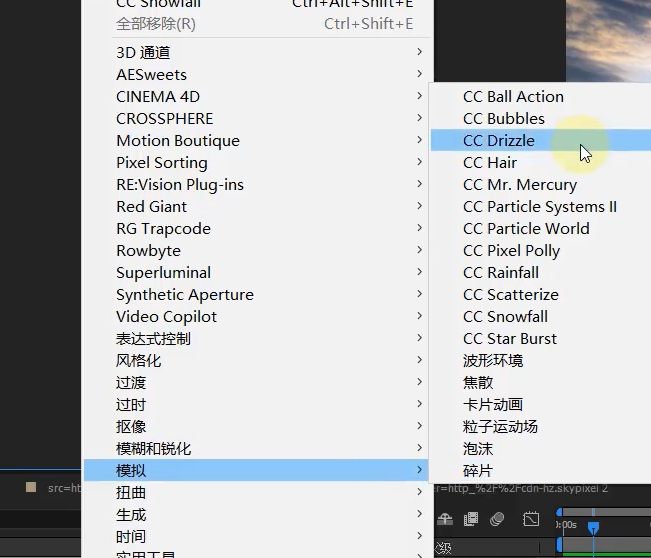 CC Snowfall Ctrl+Alt+Shift+E
全部移除(R) Ctrl+Shift+E
3D 通道
AESweets
CINEMA 4D
CROSSPHERE
Motion Boutique
Pixel Sorting
RE:Vision Plug-ins
Red Giant
RG Trapcode
Rowbyte
Superluminal
Synthetic Aperture
Video Copilot
表达式控制
风格化
过渡
过时
抠像
模糊和锐化
模拟
扭曲
生成
时间
实用工具
CC Ball Action
CC Bubbles
CC Drizzle
CC Hair
CC Mr. Mercury
CC Particle Systems II
CC Particle World
CC Pixel Polly
CC Rainfall
CC Scatterize
CC Snowfall
CC Star Burst
波形环境
焦散
卡片动画
粒子运动场
泡沫
碎片
src=ht
er=http_%2F%2Fcdn-hz.skypixel 2
0:00s